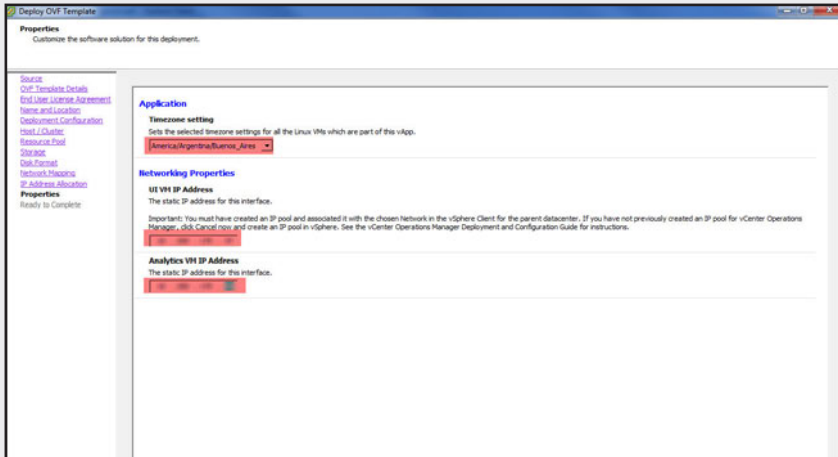 Deploy OVF Template
Properties
Customize the software solution for this deployment.
Source
OVF Template Details
End User License Agreement
Name and Location
Deployment Configuration
Host / Cluster
Resource Pool
Storage
Disk Format
Network Mapping
IP Address Allocation
Properties
Ready to Complete
Application
Timezone setting
Sets the selected timezone settings for all the Linux VMs which are part of this vApp.
America/Argentina/Buenos_Aires
Networking Properties
UI VM IP Address
The static IP address for this interface.
Important: You must have created an IP pool and associated it with the chosen Network in the vSphere Client for the parent datacenter. If you have not previously created an IP pool for vCenter Operations
Manager, click Cancel now and create an IP pool in vSphere. See the vCenter Operations Manager Deployment and Configuration Guide for instructions.
Analytics VM IP Address
The static IP address for this interface.